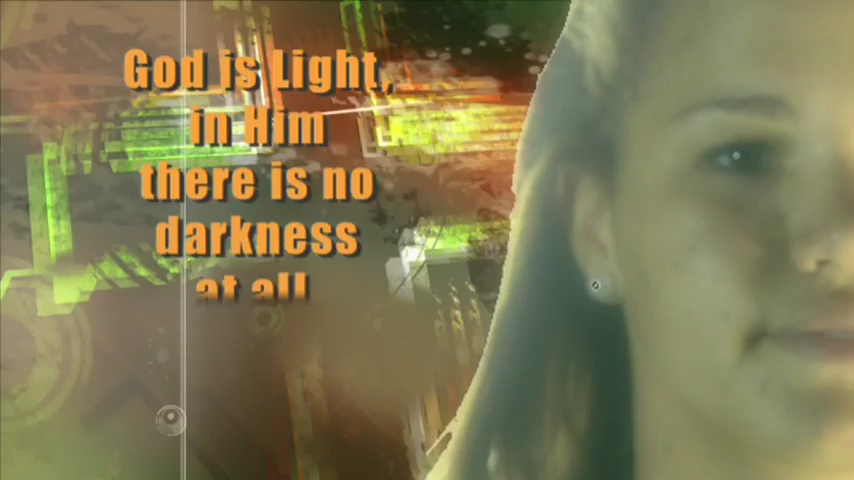 God is Light,
in Him
there is no
darkness
at all